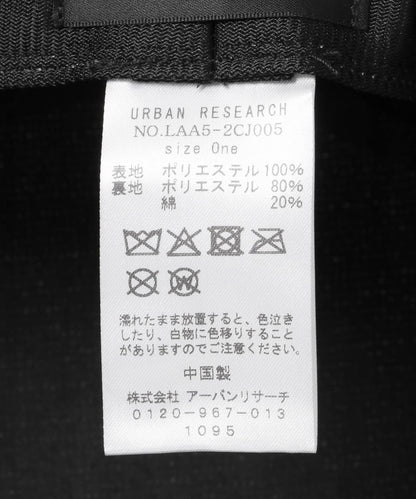 URBAN RESEARCH
NO.LAA5-2CJ005
size One
表地 ポリエステル100%
裏地 ポリエステル 80%
綿 20%
W
濡れたまま放置すると、色泣き
したり、白物に色移りすること
がありますのでご注意ください。
中国製
株式会社 アーバンリサーチ
0120-967-013
1095